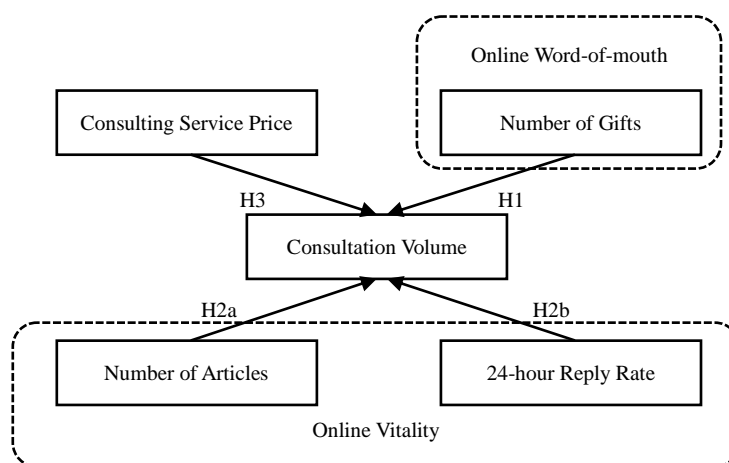 Online Word-of-mouth
Consulting Service Price
Number of Gifts
H3
H1
Consultation Volume
H2a
H2b
Number of Articles
24-hour Reply Rate
Online Vitality